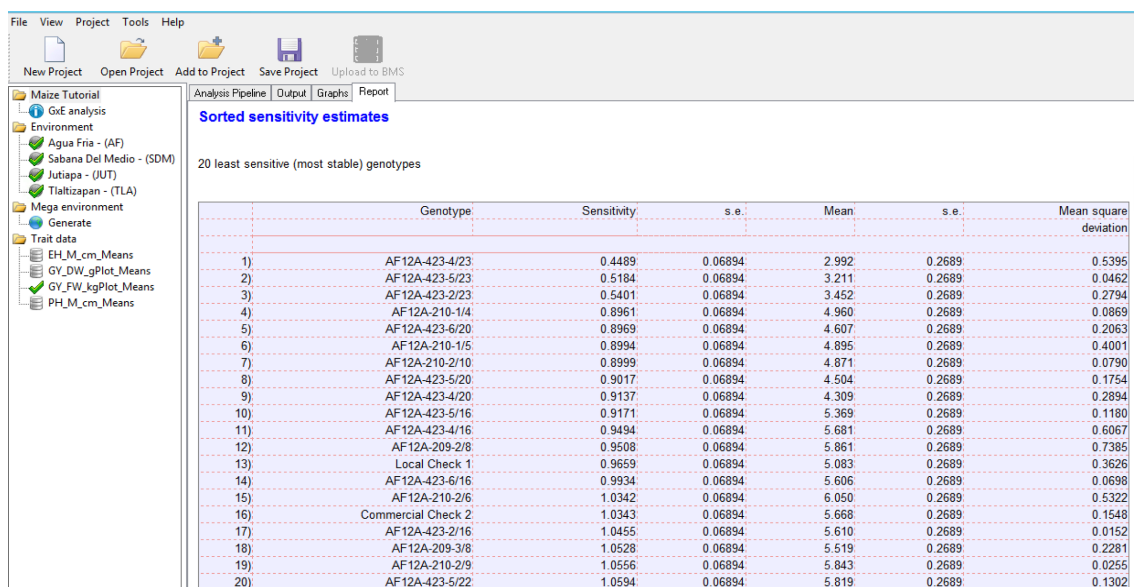 File View Project Tools Help
New Project Open Project Add to Project Save Project Upload to BMS
Maize Tutorial
GxE analysis
Environment
Agua Fria - (AF)
Sabana Del Medio - (SDM)
Jutiapa - (JUT)
Tlaltizapan - (TLA)
Mega environment
Generate
Trait data
EH_M_cm_Means
GY_DW_gPlot_Means
GY_FW_kgPlot_Means
PH_M_cm_Means
Analysis Pipeline Output Graphs Report
Sorted sensitivity estimates
20 least sensitive (most stable) genotypes
Genotype Sensitivity s.e. Mean s.e. Mean square
deviation
1) AF12A-423-4/23 0.4489 0.06894 2.992 0.2689 0.5395
2) AF12A-423-5/23 0.5184 0.06894 3.211 0.2689 0.0462
3) AF12A-423-2/23 0.5401 0.06894 3.452 0.2689 0.2794
4) AF12A-210-1/4 0.8961 0.06894 4.960 0.2689 0.0869
5) AF12A-423-6/20 0.8969 0.06894 4.607 0.2689 0.2063
6) AF12A-210-1/5 0.8994 0.06894 4.895 0.2689 0.4001
7) AF12A-210-2/10 0.8999 0.06894 4.871 0.2689 0.0790
8) AF12A-423-5/20 0.9017 0.06894 4.504 0.2689 0.1754
9) AF12A-423-4/20 0.9137 0.06894 4.309 0.2689 0.2894
10) AF12A-423-5/16 0.9171 0.06894 5.369 0.2689 0.1180
11) AF12A-423-4/16 0.9494 0.06894 5.681 0.2689 0.6067
12) AF12A-209-2/8 0.9508 0.06894 5.861 0.2689 0.7385
13) Local Check 1 0.9659 0.06894 5.083 0.2689 0.3626
14) AF12A-423-6/16 0.9934 0.06894 5.606 0.2689 0.0698
15) AF12A-210-2/6 1.0342 0.06894 6.050 0.2689 0.5322
16) Commercial Check 2 1.0343 0.06894 5.668 0.2689 0.1548
17) AF12A-423-2/16 1.0455 0.06894 5.610 0.2689 0.0152
18) AF12A-209-3/8 1.0528 0.06894 5.519 0.2689 0.2281
19) AF12A-210-2/9 1.0556 0.06894 5.843 0.2689 0.0255
20) AF12A-423-5/22 1.0594 0.06894 5.819 0.2689 0.1302